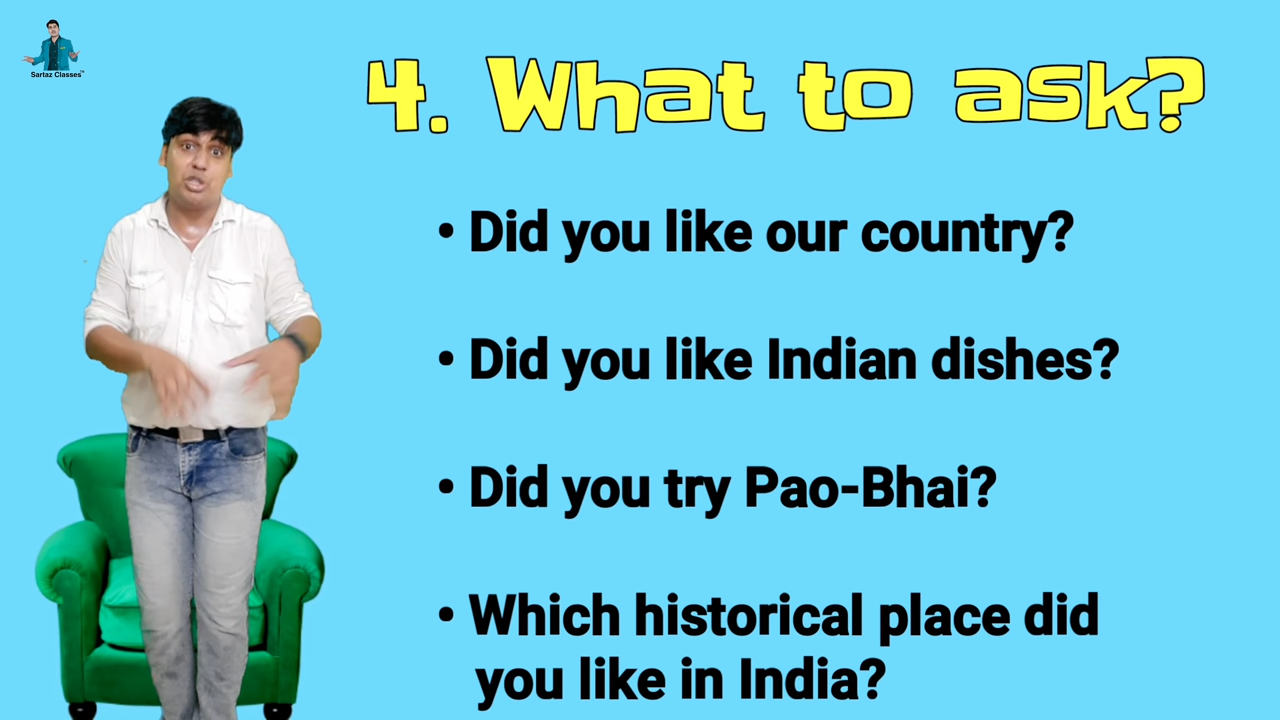 Sartaz Classes™
4. What to ask?
• Did you like our country?
• Did you like Indian dishes?
• Did you try Pao-Bhai?
• Which historical place did
you like in India?